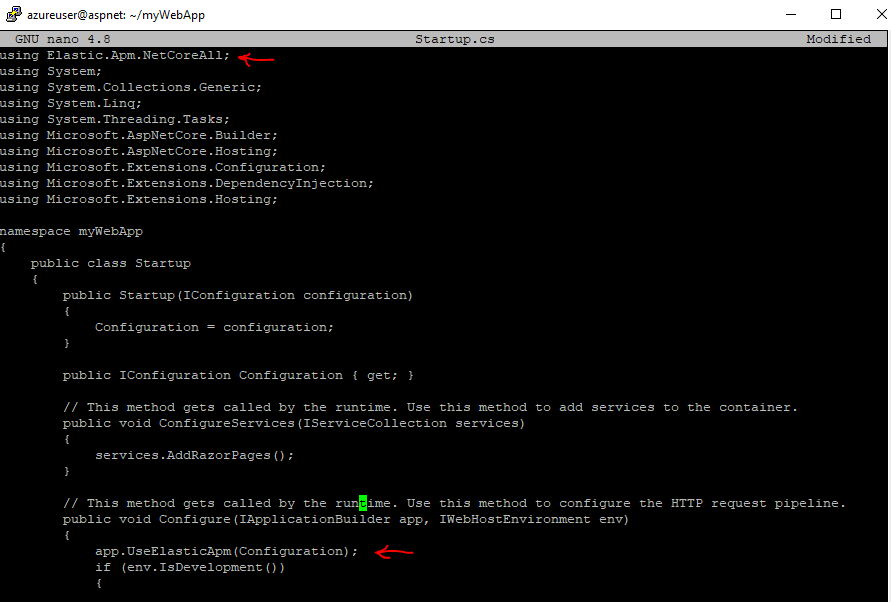 azureuser@aspnet: ~/myWebApp
GNU nano 4.8 Startup.cs Modified
using Elastic.Apm.NetCoreAll;
using System;
using System.Collections.Generic;
using System.Linq;
using System.Threading.Tasks;
using Microsoft.AspNetCore.Builder;
using Microsoft.AspNetCore.Hosting;
using Microsoft.Extensions.Configuration;
using Microsoft.Extensions.DependencyInjection;
using Microsoft.Extensions.Hosting;
namespace myWebApp
{
public class Startup
{
public Startup(IConfiguration configuration)
{
Configuration = configuration;
}
public IConfiguration Configuration { get; }
// This method gets called by the runtime. Use this method to add services to the container.
public void ConfigureServices(IServiceCollection services)
{
services.AddRazorPages();
}
// This method gets called by the runtime. Use this method to configure the HTTP request pipeline.
public void Configure(IApplicationBuilder app, IWebHostEnvironment env)
{
app.UseElasticApm(Configuration);
if (env.IsDevelopment())
{